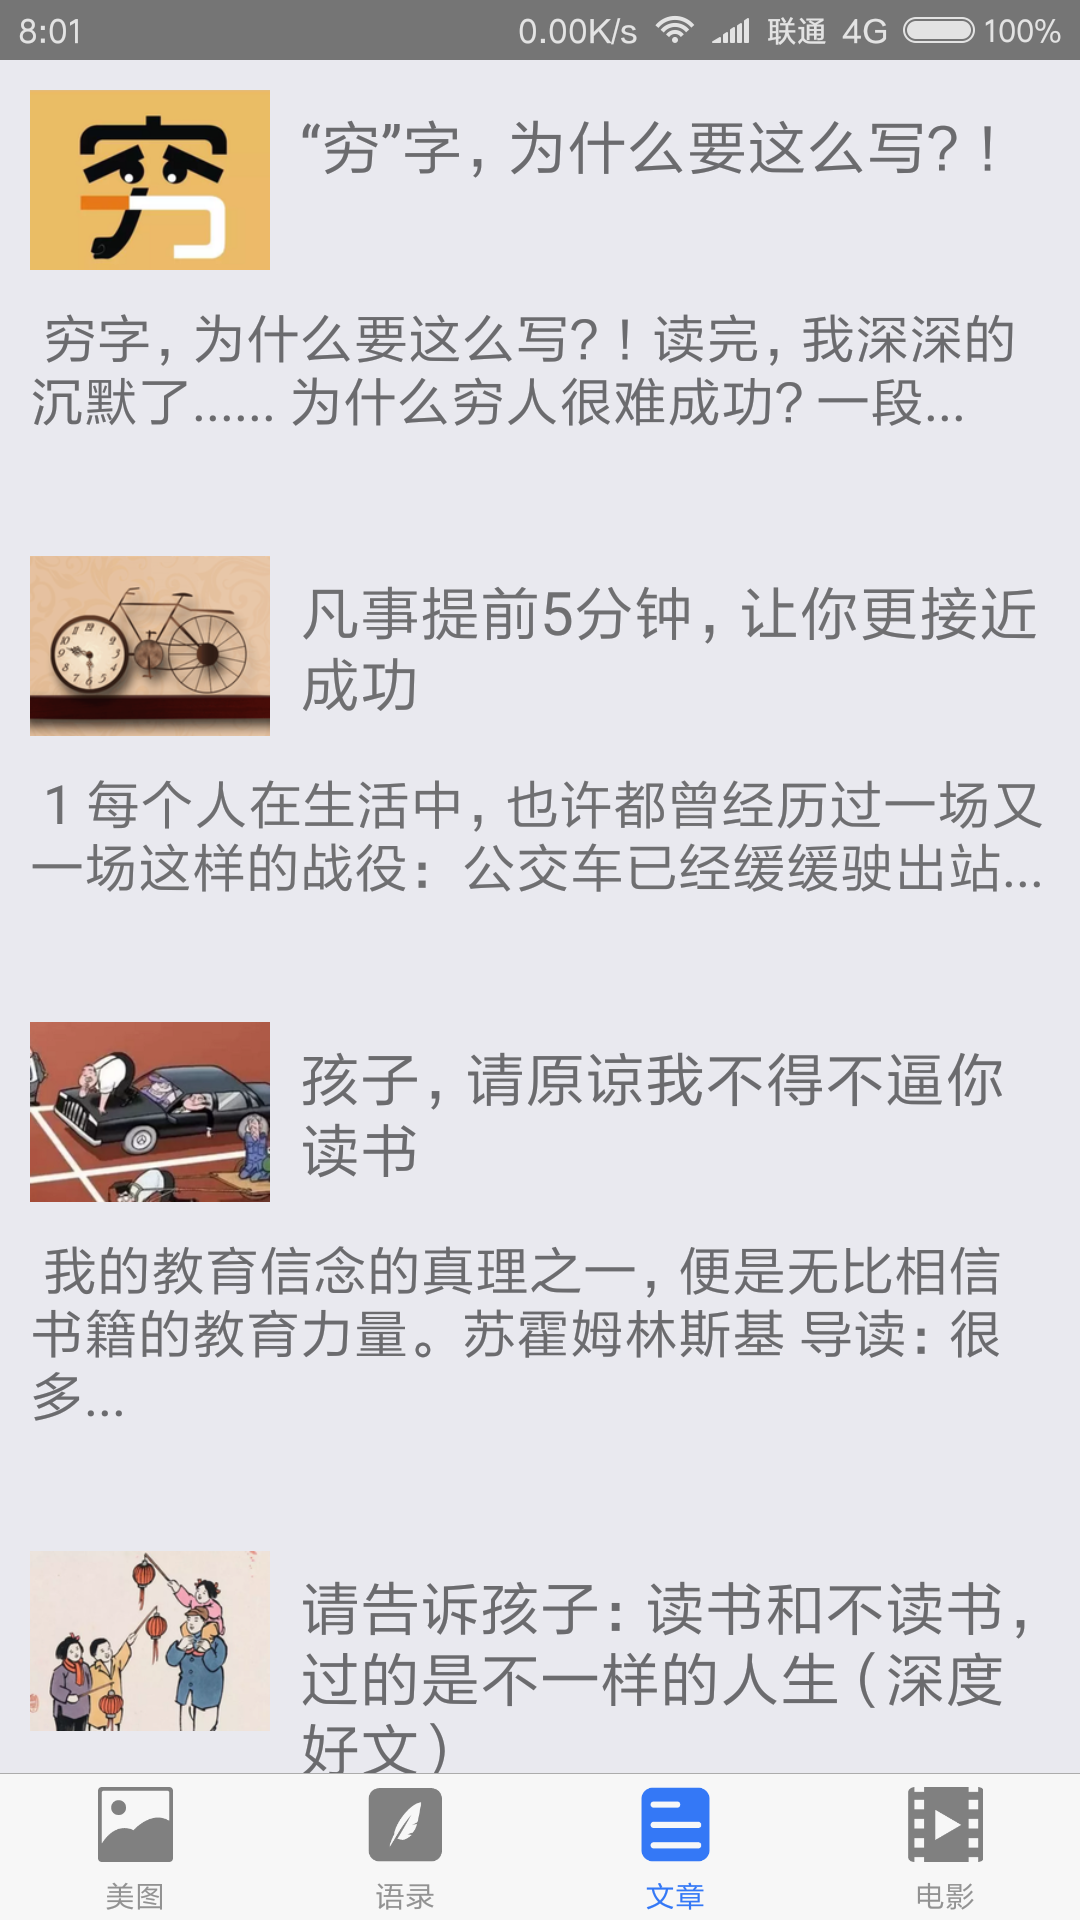 8:01 0.00K/s 联通 4G 100%
穷
“穷”字，为什么要这么写？！
穷字，为什么要这么写？！读完，我深深的
沉默了...... 为什么穷人很难成功？一段...
凡事提前5分钟，让你更接近
成功
1 每个人在生活中，也许都曾经历过一场又
一场这样的战役：公交车已经缓缓驶出站...
孩子，请原谅我不得不逼你
读书
我的教育信念的真理之一，便是无比相信
书籍的教育力量。苏霍姆林斯基 导读：很
多...
请告诉孩子：读书和不读书，
过的是不一样的人生（深度
好文）
美图 语录 文章 电影